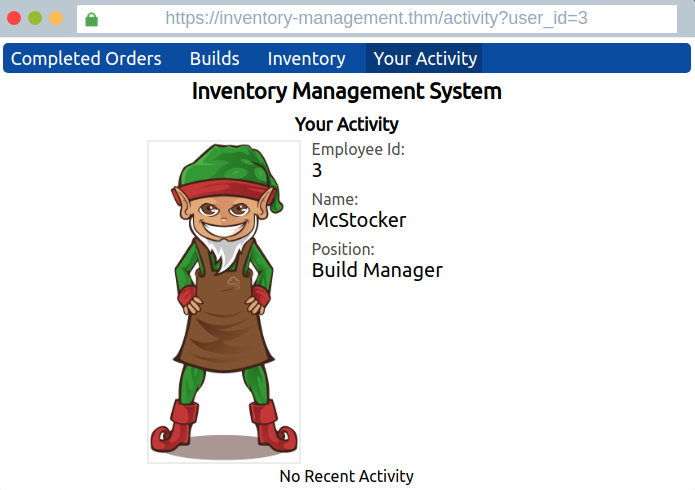 https://inventory-management.thm/activity?user_id=3
Completed Orders Builds Inventory Your Activity
Inventory Management System
Your Activity
Employee Id:
3
Name:
McStocker
Position:
Build Manager
No Recent Activity